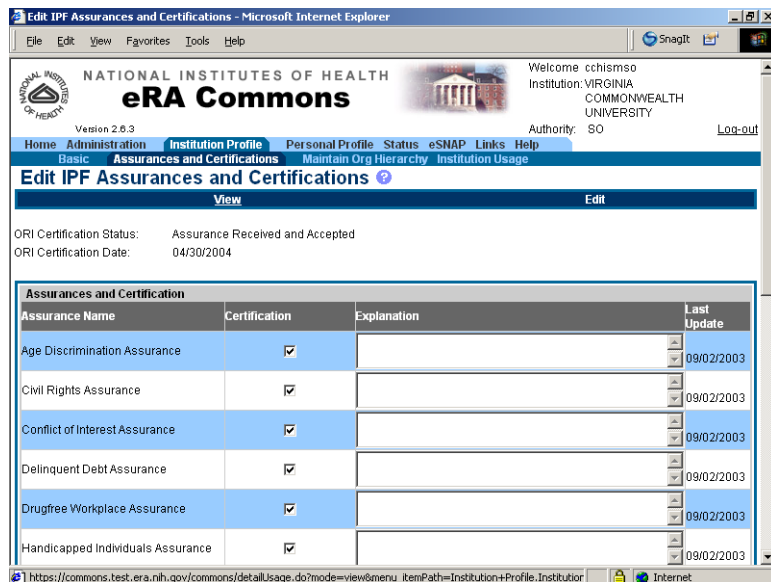 Edit IPF Assurances and Certifications - Microsoft Internet Explorer
File Edit View Favorites Tools Help SnagIt
NATIONAL INSTITUTES OF HEALTH
eRA Commons
Version 2.6.3
Welcome cchismso
Institution: VIRGINIA
COMMONWEALTH
UNIVERSITY
Authority: SO Log-out
Home Administration Institution Profile Personal Profile Status eSNAP Links Help
Basic Assurances and Certifications Maintain Org Hierarchy Institution Usage
Edit IPF Assurances and Certifications ?
View Edit
ORI Certification Status: Assurance Received and Accepted
ORI Certification Date: 04/30/2004
Assurances and Certification
Assurance Name Certification Explanation Last Update
Age Discrimination Assurance 09/02/2003
Civil Rights Assurance 09/02/2003
Conflict of Interest Assurance 09/02/2003
Delinquent Debt Assurance 09/02/2003
Drugfree Workplace Assurance 09/02/2003
Handicapped Individuals Assurance 09/02/2003
https://commons.test.era.nih.gov/commons/detailUsage.do?mode=view&menu_itemPath=Institution+Profile.Institution Internet